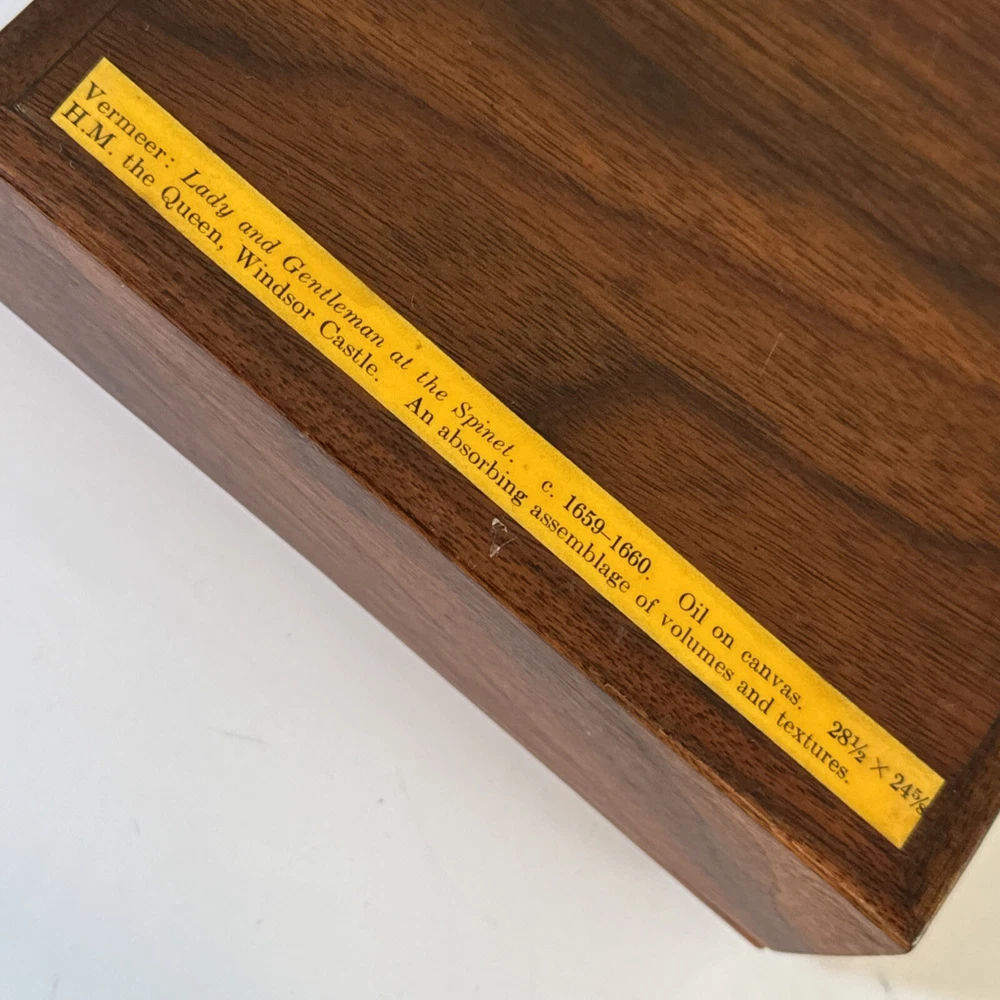 Vermeer: Lady and Gentleman at the Spinet. c. 1659–1660. Oil on canvas. 28½ × 24⅝
H.M. the Queen, Windsor Castle. An absorbing assemblage of volumes and textures.